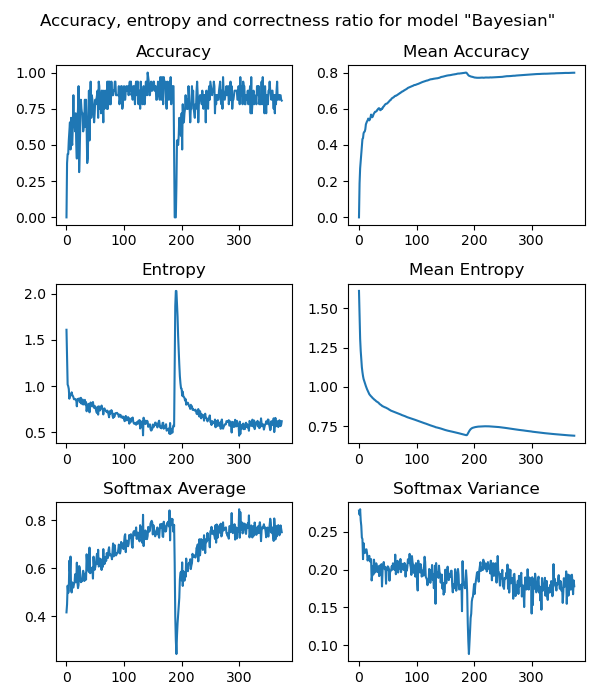 Accuracy, entropy and correctness ratio for model "Bayesian"
Accuracy
Mean Accuracy
1.00
0.75
0.50
0.25
0.00
0 100 200 300
0.8
0.6
0.4
0.2
0.0
0 100 200 300
Entropy
Mean Entropy
2.0
1.5
1.0
0.5
0 100 200 300
1.50
1.25
1.00
0.75
0 100 200 300
Softmax Average
Softmax Variance
0.8
0.6
0.4
0 100 200 300
0.25
0.20
0.15
0.10
0 100 200 300